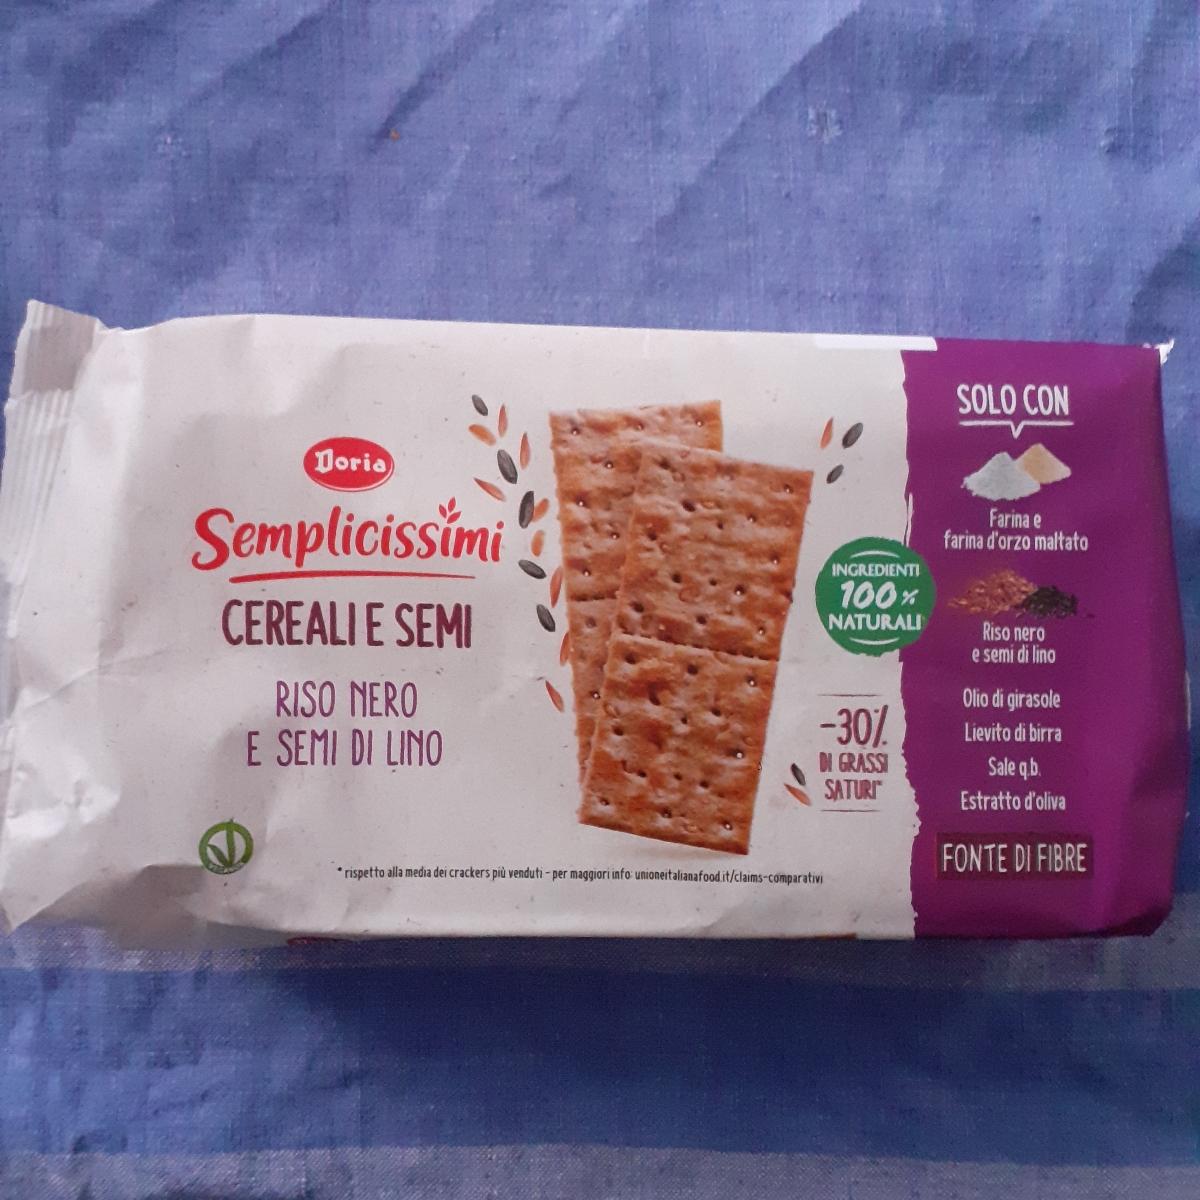 Doria
Semplicissimi
CEREALI E SEMI
RISO NERO
E SEMI DI LINO
* rispetto alla media dei crackers più venduti - per maggiori info: unioneitalianafood.it/claims-comparativi
INGREDIENTI
100%
NATURALI
-30%
DI GRASSI
SATURI*
SOLO CON
Farina e
farina d'orzo maltato
Riso nero
e semi di lino
Olio di girasole
Lievito di birra
Sale q.b.
Estratto d'oliva
FONTE DI FIBRE